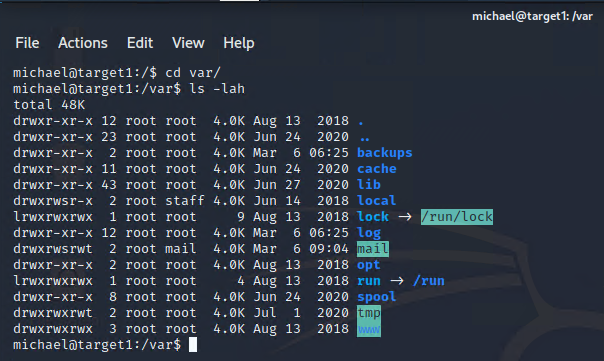 michael@target1: /var
File Actions Edit View Help
michael@target1:/$ cd var/
michael@target1:/var$ ls -lah
total 48K
drwxr-xr-x 12 root root  4.0K Aug 13  2018 .
drwxr-xr-x 23 root root  4.0K Jun 24  2020 ..
drwxr-xr-x  2 root root  4.0K Mar  6 06:25 backups
drwxr-xr-x 11 root root  4.0K Jun 24  2020 cache
drwxr-xr-x 43 root root  4.0K Jun 27  2020 lib
drwxrwsr-x  2 root staff 4.0K Jun 14  2018 local
lrwxrwxrwx  1 root root     9 Aug 13  2018 lock → /run/lock
drwxr-xr-x 12 root root  4.0K Mar  6 06:25 log
drwxrwsrwt  2 root mail  4.0K Mar  6 09:04 mail
drwxr-xr-x  2 root root  4.0K Aug 13  2018 opt
lrwxrwxrwx  1 root root     4 Aug 13  2018 run → /run
drwxr-xr-x  8 root root  4.0K Jun 24  2020 spool
drwxrwxrwt  2 root root  4.0K Jul  1  2020 tmp
drwxrwxrwx  3 root root  4.0K Aug 13  2018 www
michael@target1:/var$